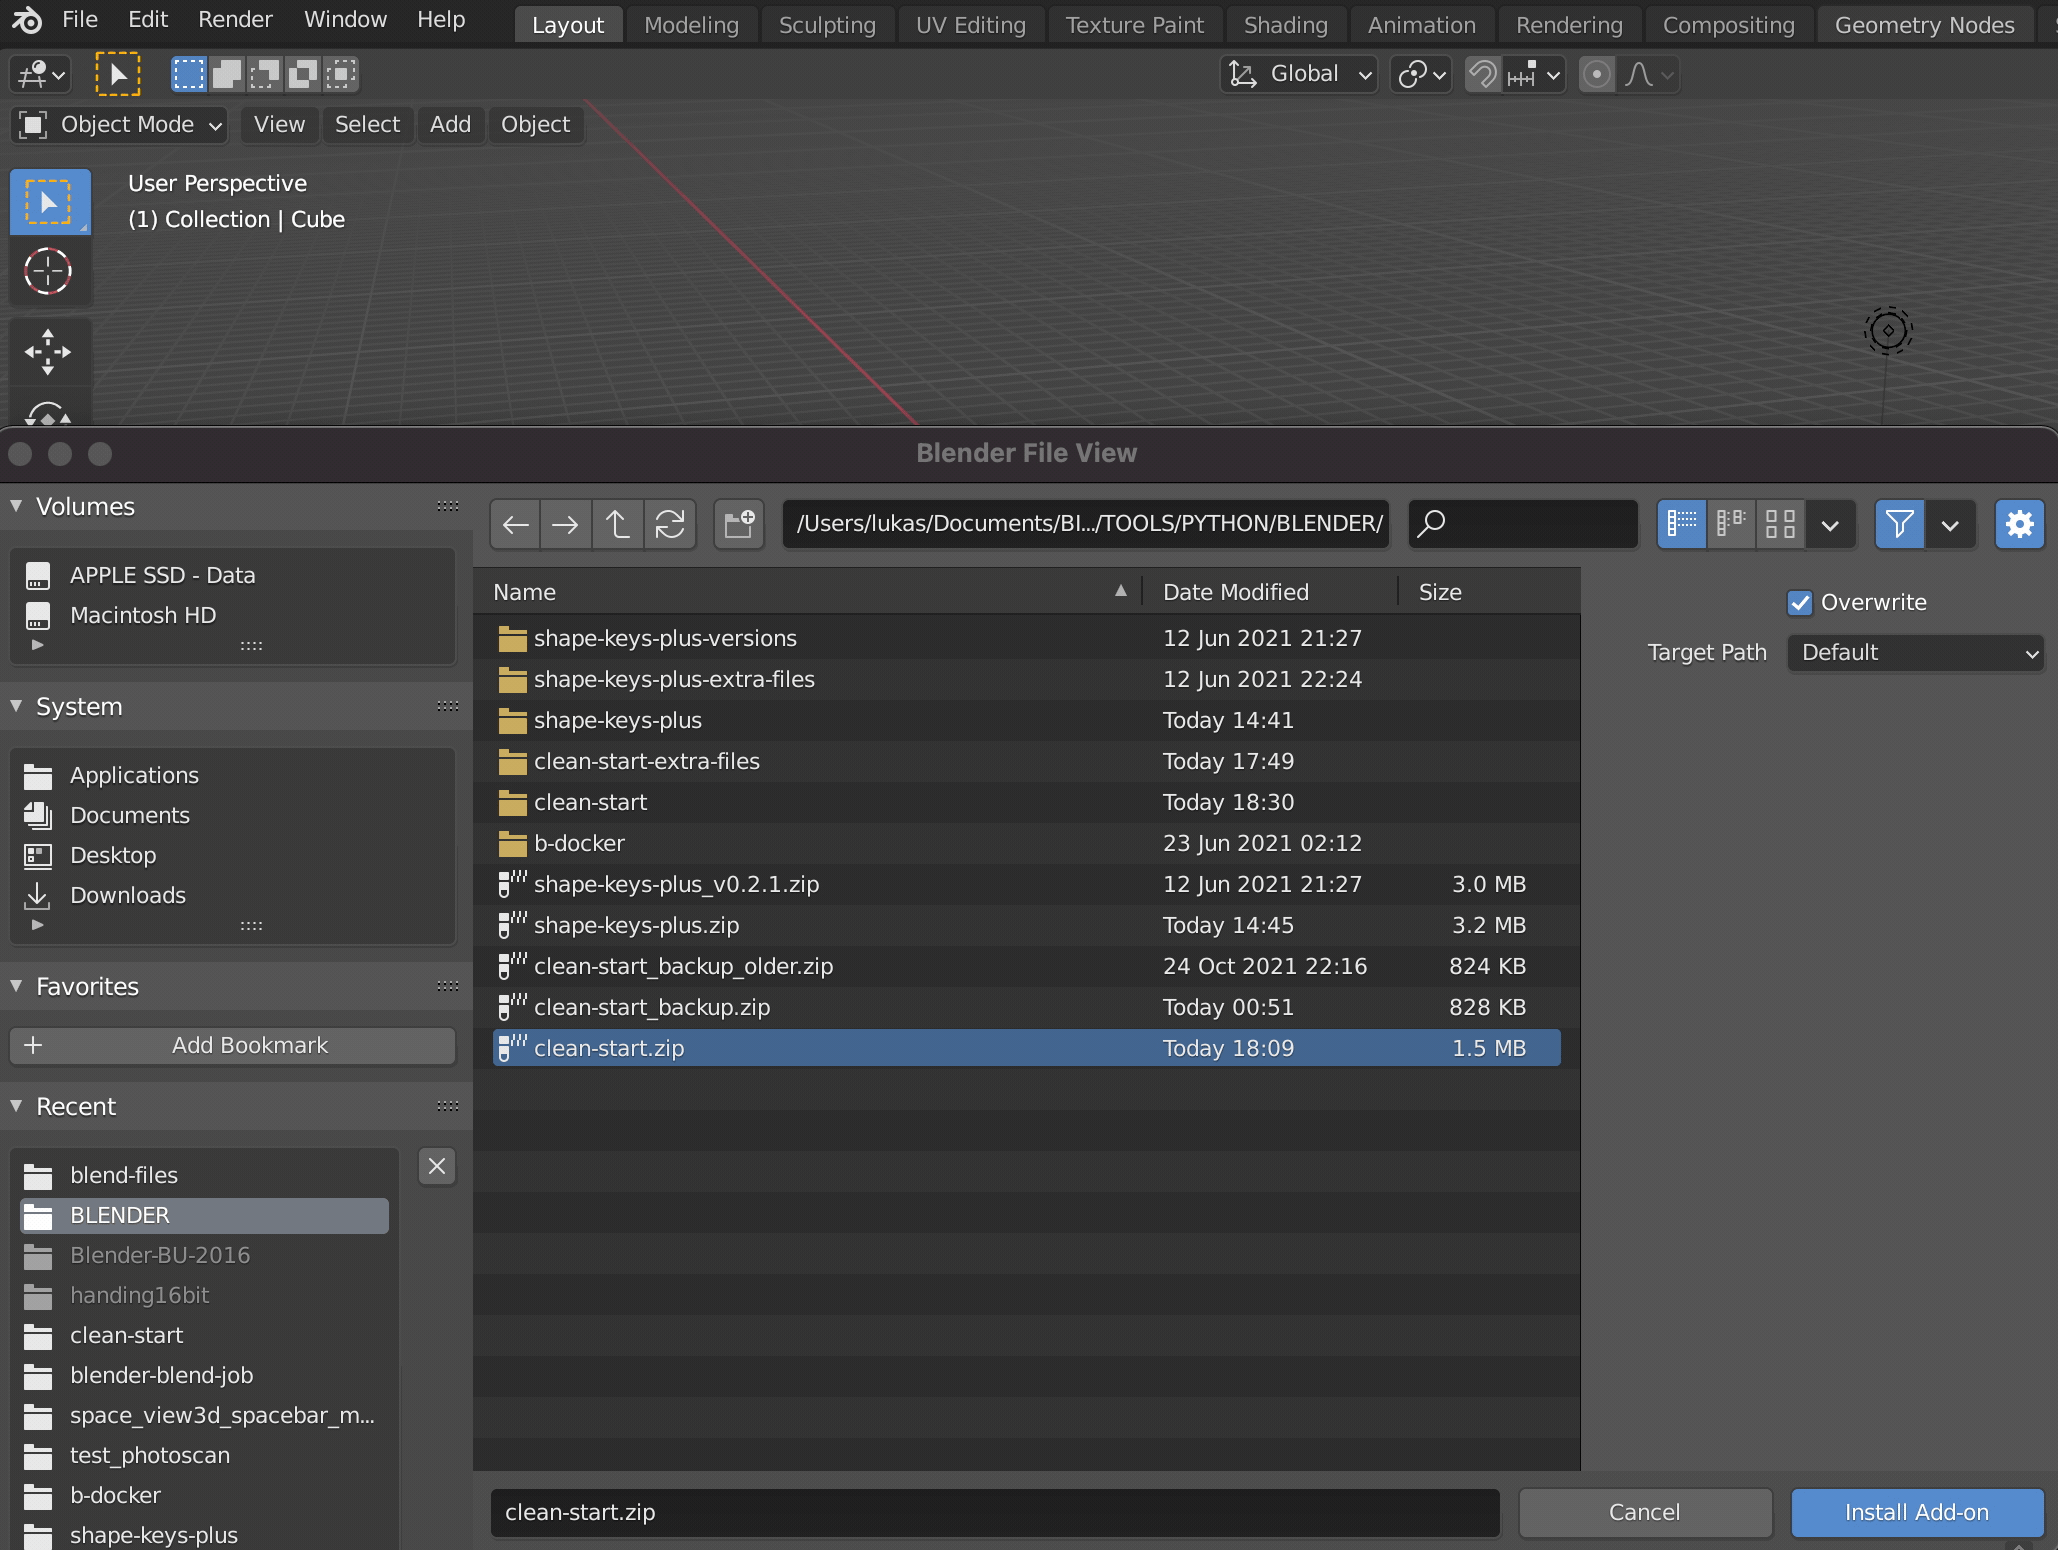 File Edit Render Window Help Layout Modeling Sculpting UV Editing Texture Paint Shading Animation Rendering Compositing Geometry Nodes
Global
Object Mode View Select Add Object
User Perspective
(1) Collection | Cube
Blender File View
Volumes
APPLE SSD - Data
Macintosh HD
System
Applications
Documents
Desktop
Downloads
Favorites
Add Bookmark
Recent
blend-files
BLENDER
Blender-BU-2016
handing16bit
clean-start
blender-blend-job
space_view3d_spacebar_m...
test_photoscan
b-docker
shape-keys-plus
/Users/lukas/Documents/BI.../TOOLS/PYTHON/BLENDER/
Name Date Modified Size
shape-keys-plus-versions 12 Jun 2021 21:27
shape-keys-plus-extra-files 12 Jun 2021 22:24
shape-keys-plus Today 14:41
clean-start-extra-files Today 17:49
clean-start Today 18:30
b-docker 23 Jun 2021 02:12
shape-keys-plus_v0.2.1.zip 12 Jun 2021 21:27 3.0 MB
shape-keys-plus.zip Today 14:45 3.2 MB
clean-start_backup_older.zip 24 Oct 2021 22:16 824 KB
clean-start_backup.zip Today 00:51 828 KB
clean-start.zip Today 18:09 1.5 MB
Overwrite
Target Path Default
clean-start.zip Cancel Install Add-on